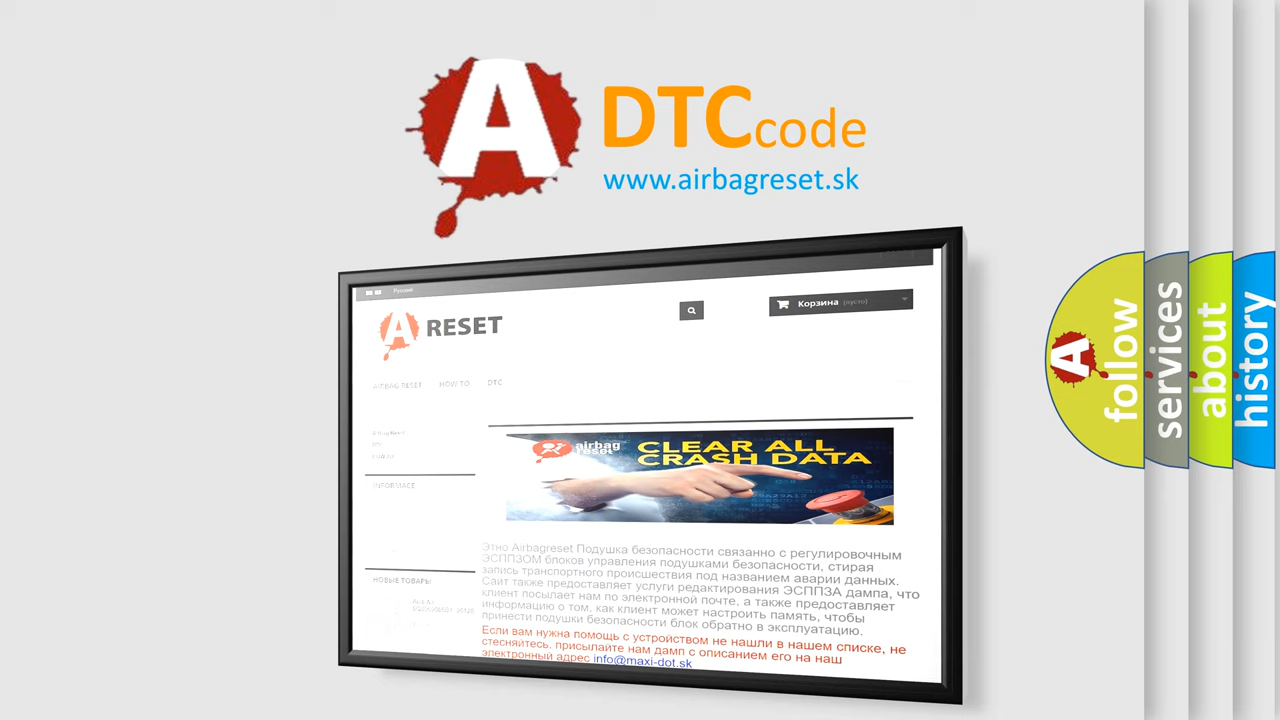 A
DTCcode
www.airbagreset.sk
Русский
A RESET
Корзина (пусто)
AIRBAG RESET HOW TO DTC
Airbag Reset
DTC
INFORMACE
CLEAR ALL
CRASH DATA
airbag
reset
Этно Airbagreset Подушка безопасности связанно с регулировочным
ЭСППЗОМ блоков управления подушками безопасности, стирая
запись транспортного происшествия под названием аварии данных.
Сайт также предоставляет услуги редактирования ЭСППЗА дампа, что
клиент посылает нам по электронной почте, а также предоставляет
информацию о том, как клиент может настроить память, чтобы
принести подушки безопасности блок обратно в эксплуатацию.
Если вам нужна помощь с устройством не нашли в нашем списке, не
стесняйтесь, присылайте нам дамп с описанием его на наш
электронный адрес info@maxi-dot.sk
НОВЫЕ ТОВАРЫ
A
follow
services
about
history